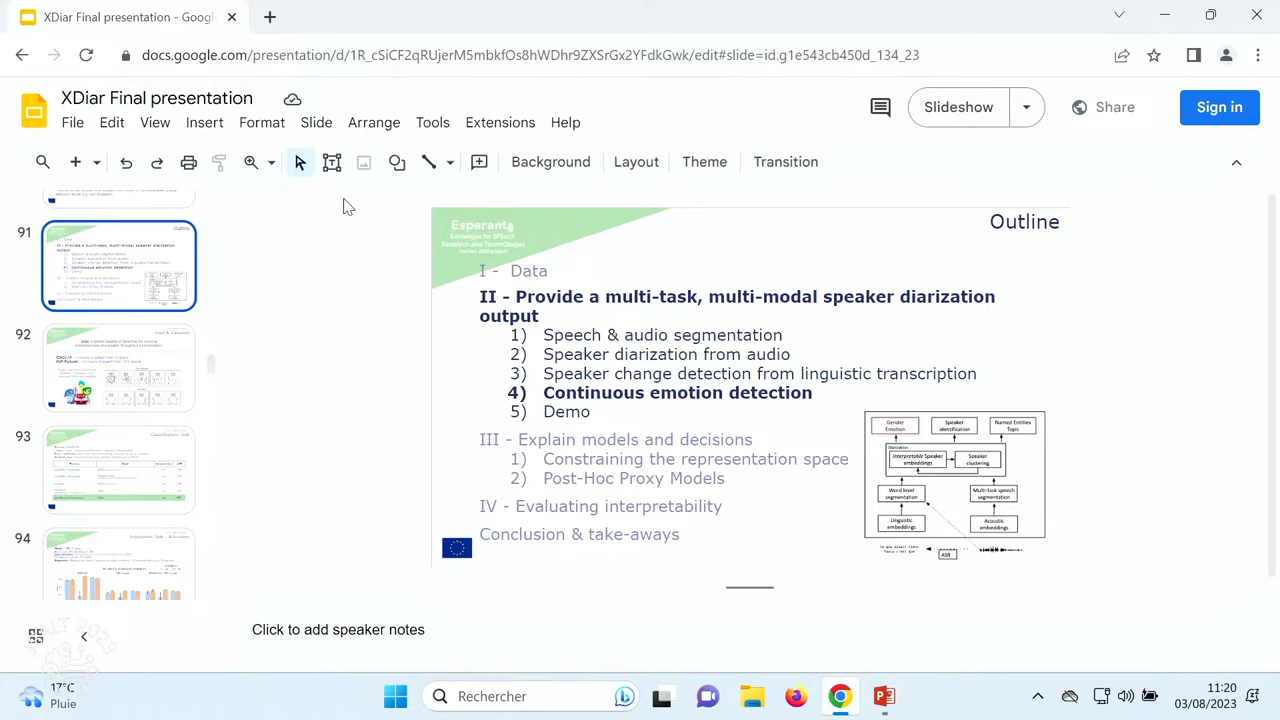 XDiar Final presentation - Goog
docs.google.com/presentation/d/1R_cSiCF2qRUjerM5mbkfOs8hWDhr9ZXSrGx2YFdkGwk/edit#slide=id.g1e543cb450d_134_23
XDiar Final presentation
File Edit View Insert Format Slide Arrange Tools Extensions Help
Slideshow
Share
Sign in
Background Layout Theme Transition
91
92
93
94
Outline
II - Provide a multi-task, multi-modal speaker diarization
output
1) Speech & audio segmentation
Speaker diarization from audio
3) Speaker change detection from linguistic transcription
4) Continuous emotion detection
5) Demo
III - Explain models and decisions
1) Constraining the representation space
2) Post-Hoc Proxy Models
IV - Evaluating interpretability
Conclusion & take-aways
Gender
Emotion
Speaker
identification
Named Entities
Topic
Diarization
Interpretable Speaker
embeddings
Speaker
clustering
Word level
segmentation
Multi-task speech
segmentation
Linguistic
embeddings
Acoustic
embeddings
ASR
Click to add speaker notes
17°C
Pluie
Rechercher
11:20
03/08/2023